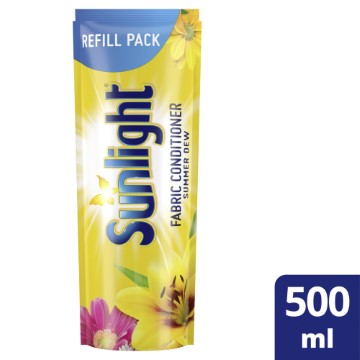 REFILL PACK
Sunlight
FABRIC CONDITIONER
SUMMER DEW
500
ml